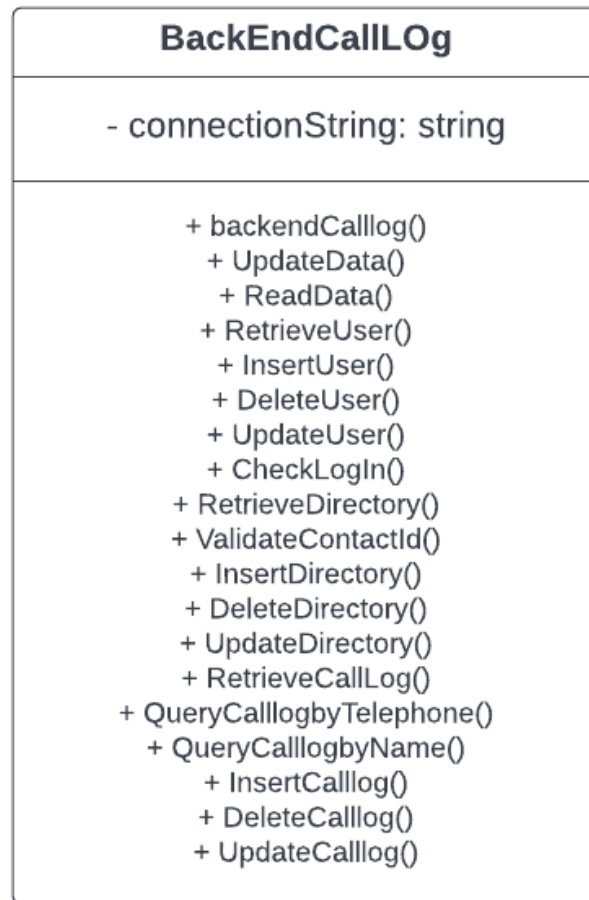 BackEndCallLOg
- connectionString: string
+ backendCalllog()
+ UpdateData()
+ ReadData()
+ RetrieveUser()
+ InsertUser()
+ DeleteUser()
+ UpdateUser()
+ CheckLogIn()
+ RetrieveDirectory()
+ ValidateContactId()
+ InsertDirectory()
+ DeleteDirectory()
+ UpdateDirectory()
+ RetrieveCallLog()
+ QueryCalllogbyTelephone()
+ QueryCalllogbyName()
+ InsertCalllog()
+ DeleteCalllog()
+ UpdateCalllog()